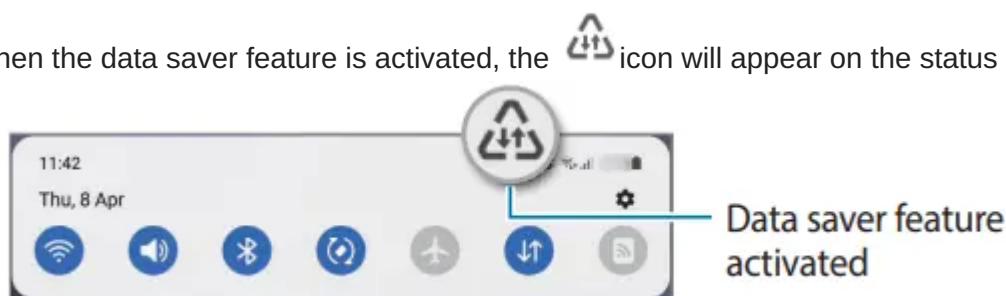 hen the data saver feature is activated, the icon will appear on the status
11:42
Thu, 8 Apr
Data saver feature
activated